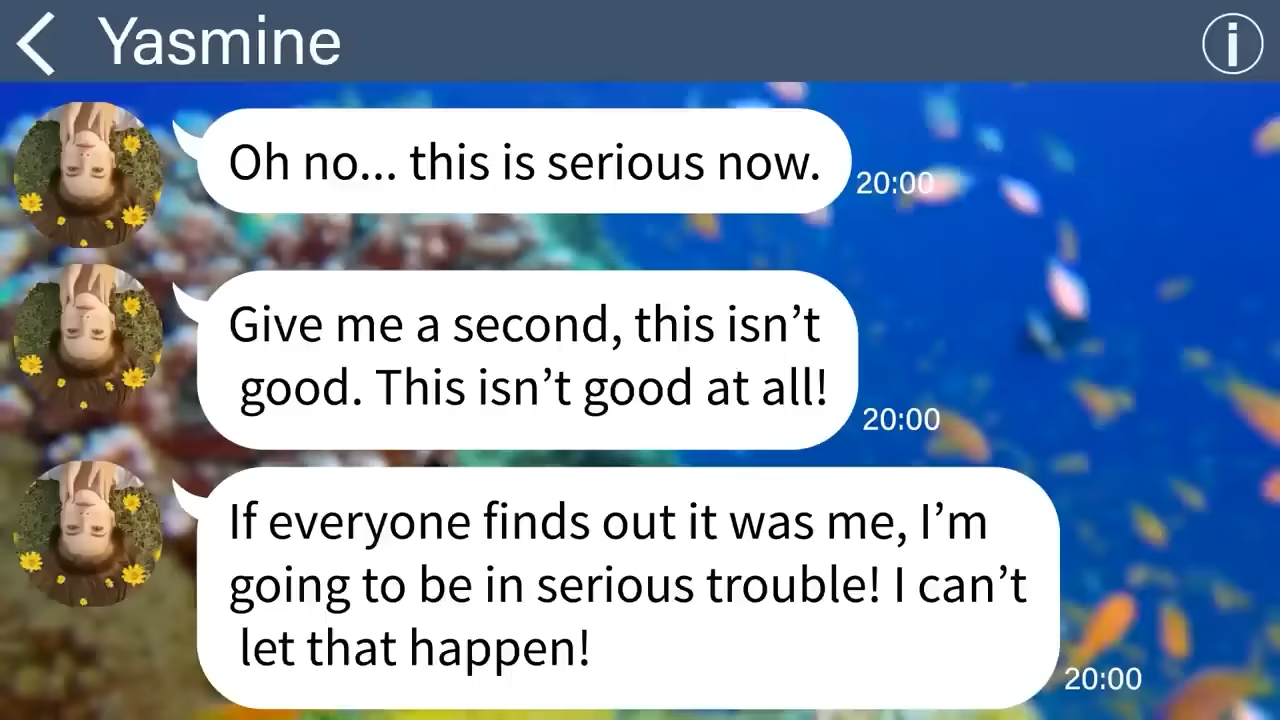 Yasmine
Oh no... this is serious now.
20:00
Give me a second, this isn’t
good. This isn’t good at all!
20:00
If everyone finds out it was me, I’m
going to be in serious trouble! I can’t
let that happen!
20:00